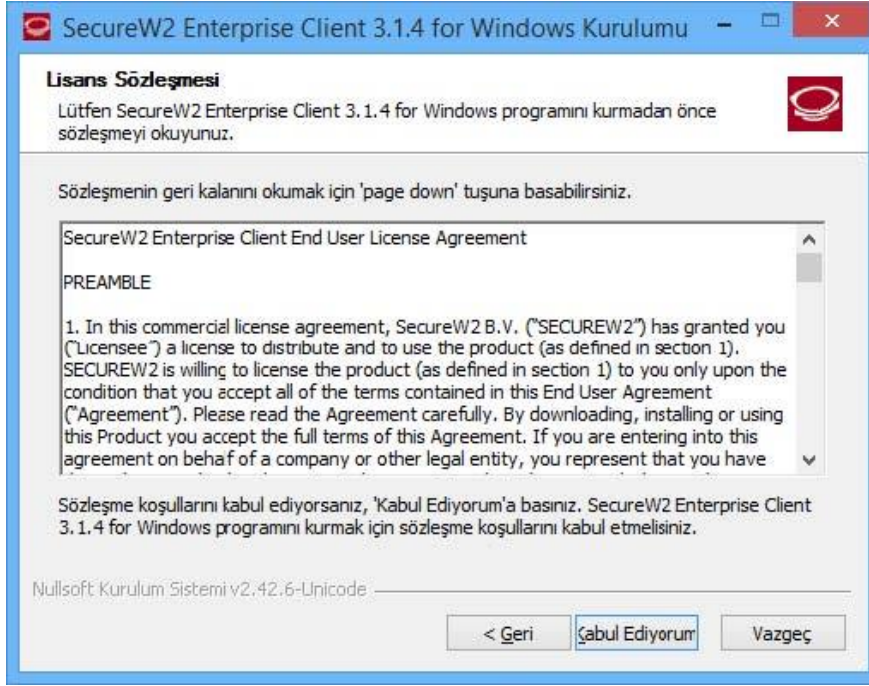 SecureW2 Enterprise Client 3.1.4 for Windows Kurulumu
Lisans Sözleşmesi
Lütfen SecureW2 Enterprise Client 3.1.4 for Windows programını kurmadan önce
sözleşmeyi okuyunuz.
Sözleşmenin geri kalanını okumak için 'page down' tuşuna basabilirsiniz.
SecureW2 Enterprise Client End User License Agreement
PREAMBLE
1. In this commercial license agreement, SecureW2 B.V. ("SECUREW2") has granted you
("Licensee") a license to distribute and to use the product (as defined in section 1).
SECUREW2 is willing to license the product (as defined in section 1) to you only upon the
condition that you accept all of the terms contained in this End User Agreement
("Agreement"). Please read the Agreement carefully. By downloading, installing or using
this Product you accept the full terms of this Agreement. If you are entering into this
agreement on behaf of a company or other legal entity, you represent that you have
Sözleşme koşullarını kabul ediyorsanız, 'Kabul Ediyorum'a basınız. SecureW2 Enterprise Client
3.1.4 for Windows programını kurmak için sözleşme koşullarını kabul etmelisiniz.
Nullsoft Kurulum Sistemi v2.42.6-Unicode
< Geri
Kabul Ediyorum
Vazgeç